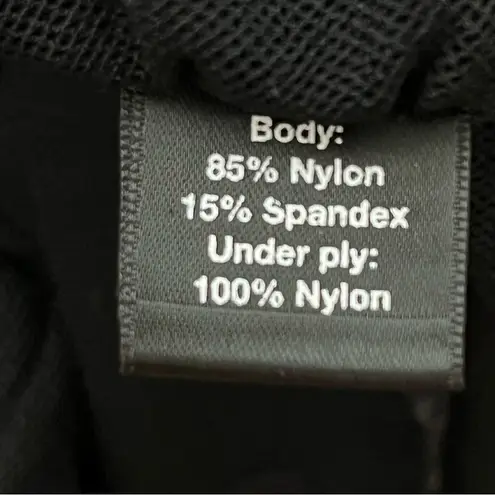 Body:
85% Nylon
15% Spandex
Under ply:
100% Nylon